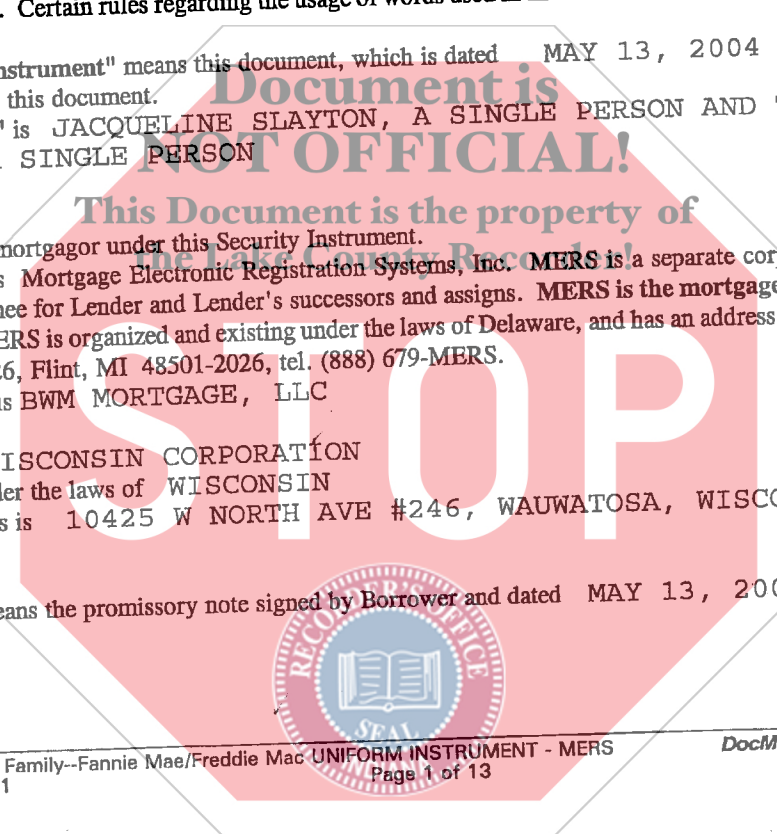 . Certain rules regarding the usage of words used in
nstrument" means this document, which is dated MAY 13, 2004
this document.
" is JACQUELINE SLAYTON, A SINGLE PERSON AND
SINGLE PERSON
Document is
NOT OFFICIAL!
This Document is the property of
the Lake County Recorder!
mortgagor under this Security Instrument.
s Mortgage Electronic Registration Systems, Inc. MERS is a separate cor
nee for Lender and Lender's successors and assigns. MERS is the mortgage
ERS is organized and existing under the laws of Delaware, and has an address
26, Flint, MI 48501-2026, tel. (888) 679-MERS.
is BWM MORTGAGE, LLC
ISCONSIN CORPORATION
der the laws of WISCONSIN
s is 10425 W NORTH AVE #246, WAUWATOSA, WISCO
STOP
eans the promissory note signed by Borrower and dated MAY 13, 200
RECORDER'S OFFICE
SEAL
INDIANA
Family--Fannie Mae/Freddie Mac UNIFORM INSTRUMENT - MERS
DocM
1
Page 1 of 13